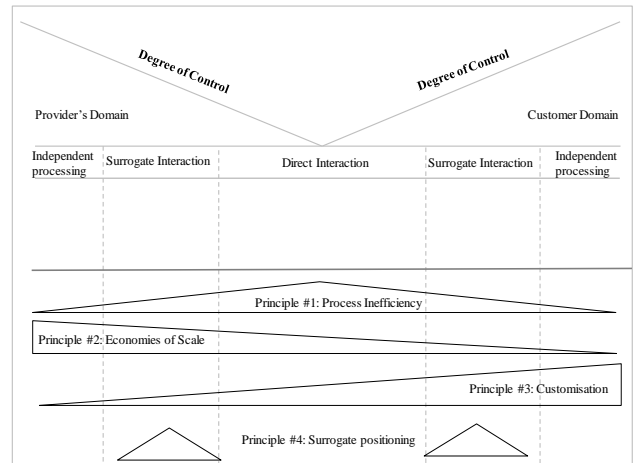 Degree of Control
Degree of Control
Provider's Domain
Customer Domain
Independent
processing
Surrogate Interaction
Direct Interaction
Surrogate Interaction
Independent
processing
Principle #1: Process Inefficiency
Principle #2: Economies of Scale
Principle #3: Customisation
Principle #4: Surrogate positioning